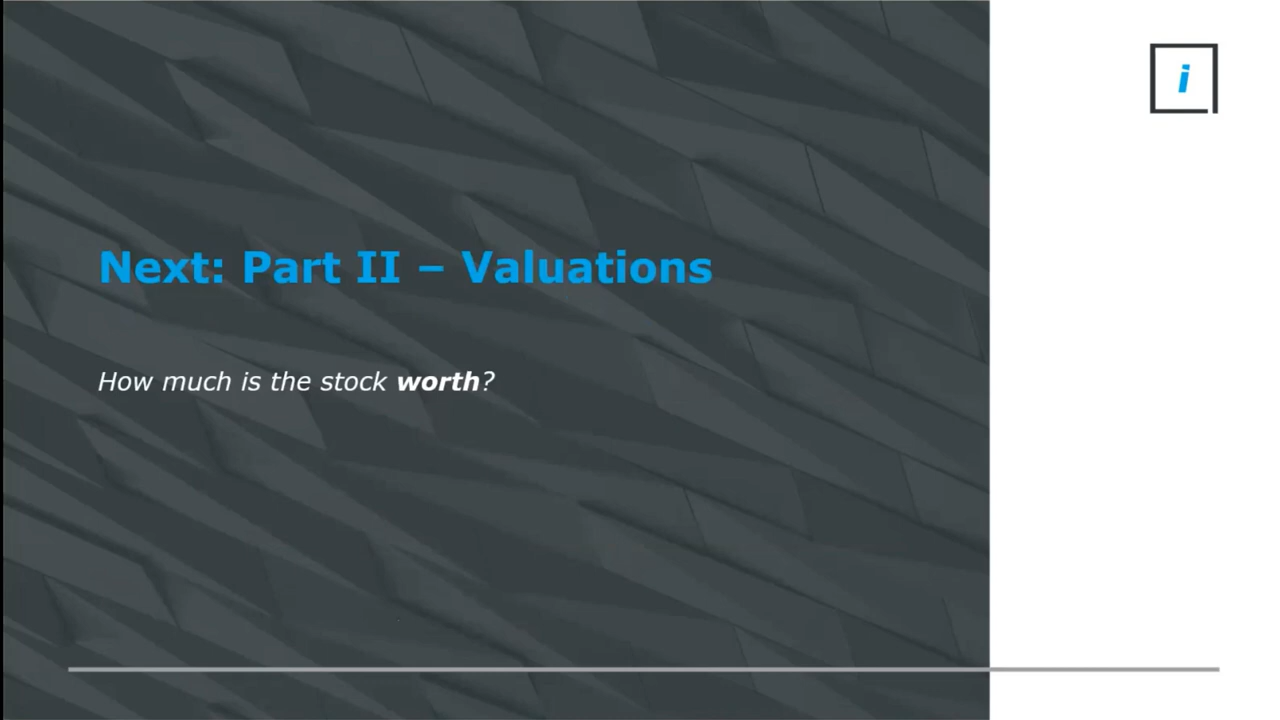 i
Next: Part II – Valuations
How much is the stock worth?